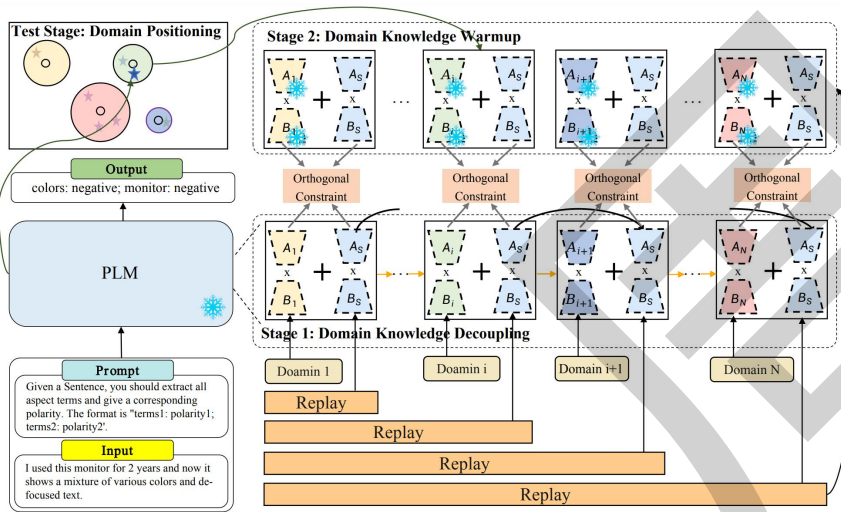 Test Stage: Domain Positioning
Output
colors: negative; monitor: negative
PLM
Prompt
Given a Sentence, you should extract all
aspect terms and give a corresponding
polarity. The format is "terms1: polarity1;
terms2: polarity2'.
Input
I used this monitor for 2 years and now it
shows a mixture of various colors and de-
focused text.
Stage 2: Domain Knowledge Warmup
A1 x B1 + AS x BS
...
Ai x Bi + AS x BS
Ai+1 x Bi+1 + AS x BS
...
AN x BN + AS x BS
Orthogonal
Constraint
Orthogonal
Constraint
Orthogonal
Constraint
Orthogonal
Constraint
A1 x B1 + AS x BS
...
Ai x Bi + AS x BS
Ai+1 x Bi+1 + AS x BS
...
AN x BN + AS x BS
Stage 1: Domain Knowledge Decoupling
Doamin 1
Doamin i
Domain i+1
Domain N
Replay
Replay
Replay
Replay